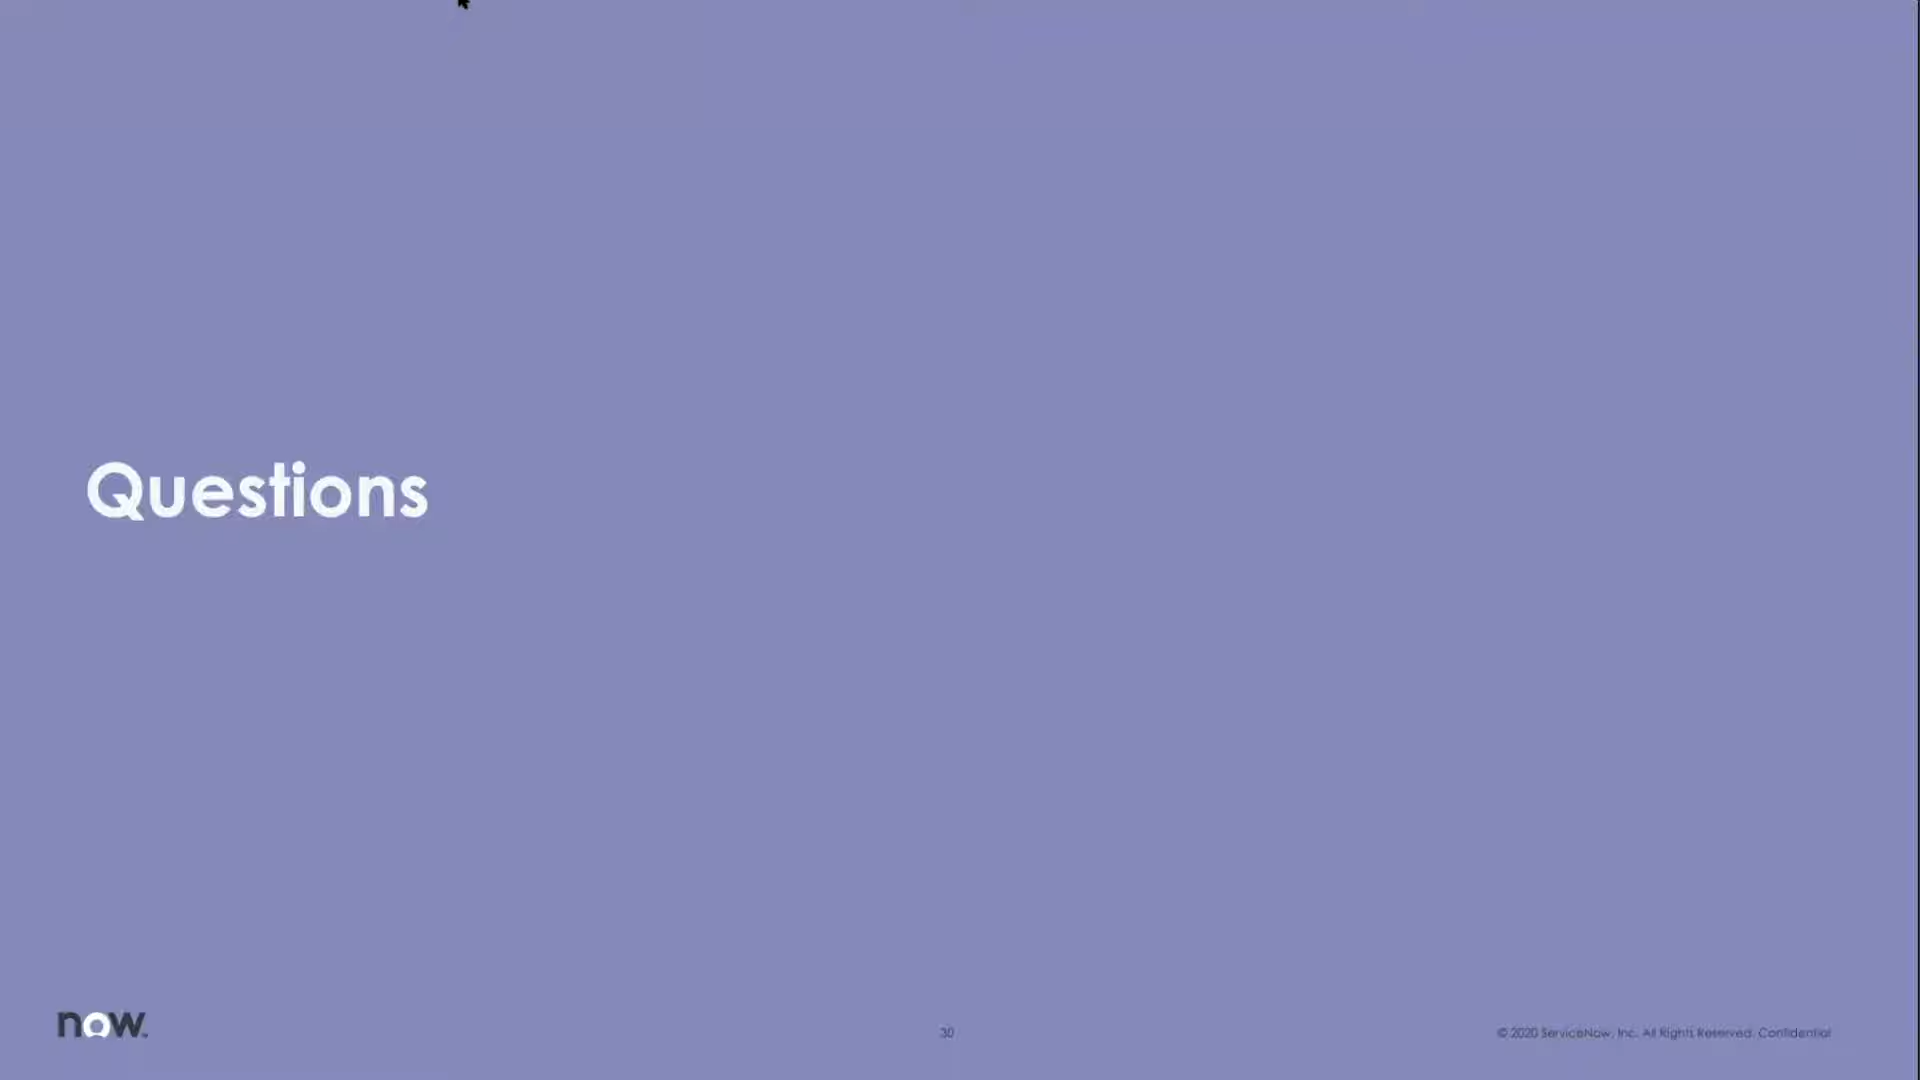 Questions
now.
30
© 2020 ServiceNow, Inc. All Rights Reserved. Confidential